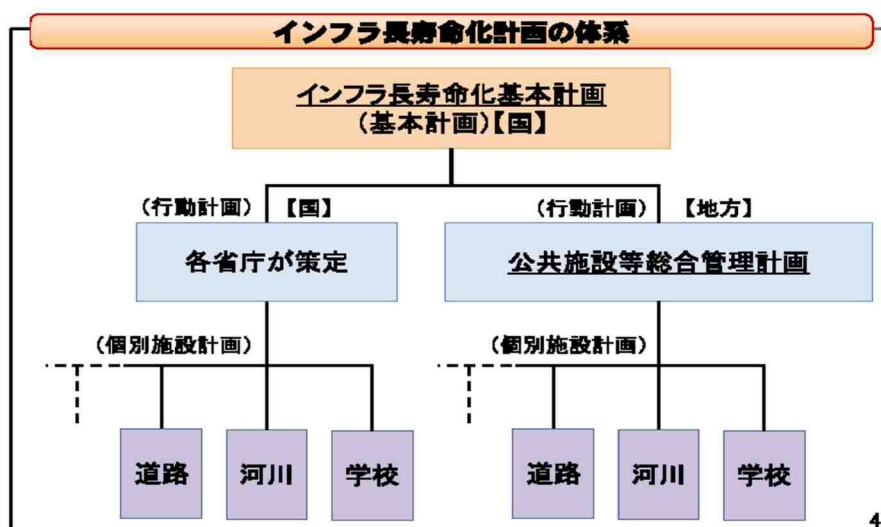 インフラ長寿命化計画の体系
インフラ長寿命化基本計画
(基本計画)【国】
(行動計画) 【国】
(行動計画) 【地方】
各省庁が策定
公共施設等総合管理計画
(個別施設計画)
(個別施設計画)
道路 河川 学校
道路 河川 学校
4